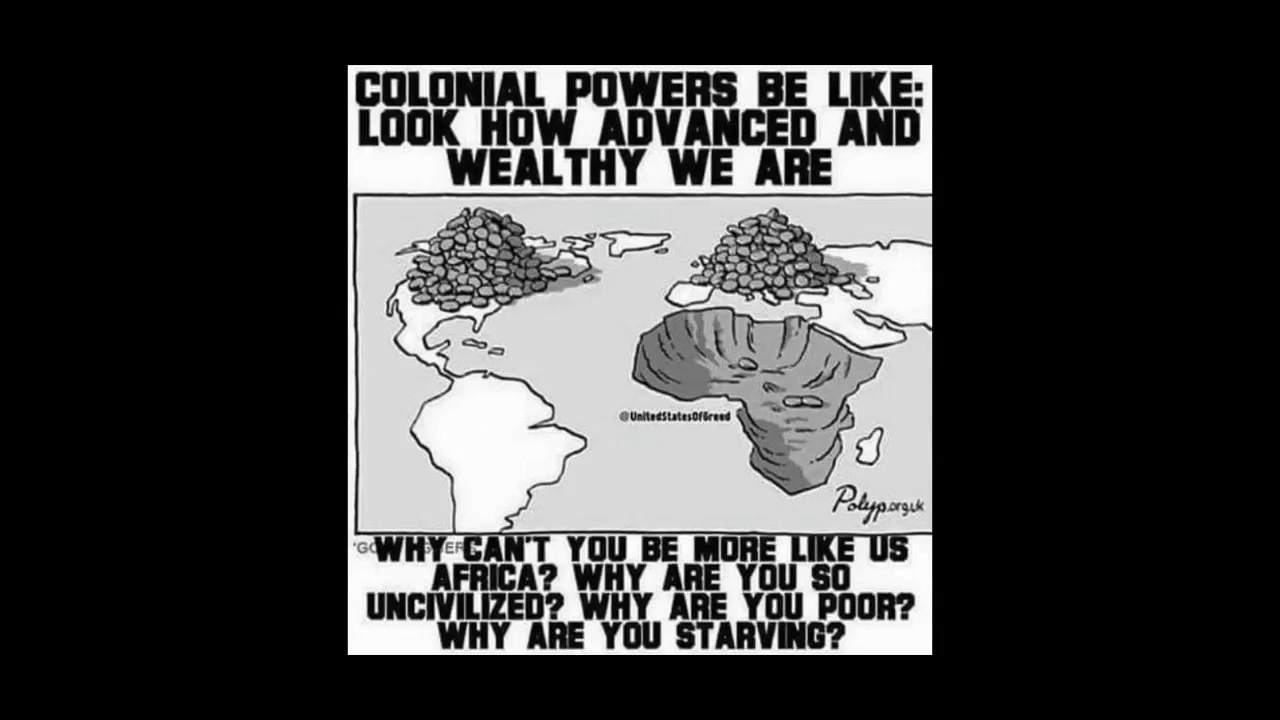 COLONIAL POWERS BE LIKE:
LOOK HOW ADVANCED AND
WEALTHY WE ARE
@UnitedStatesOfGreed
Polyp.org.uk
WHY CAN'T YOU BE MORE LIKE US
AFRICA? WHY ARE YOU SO
UNCIVILIZED? WHY ARE YOU POOR?
WHY ARE YOU STARVING?